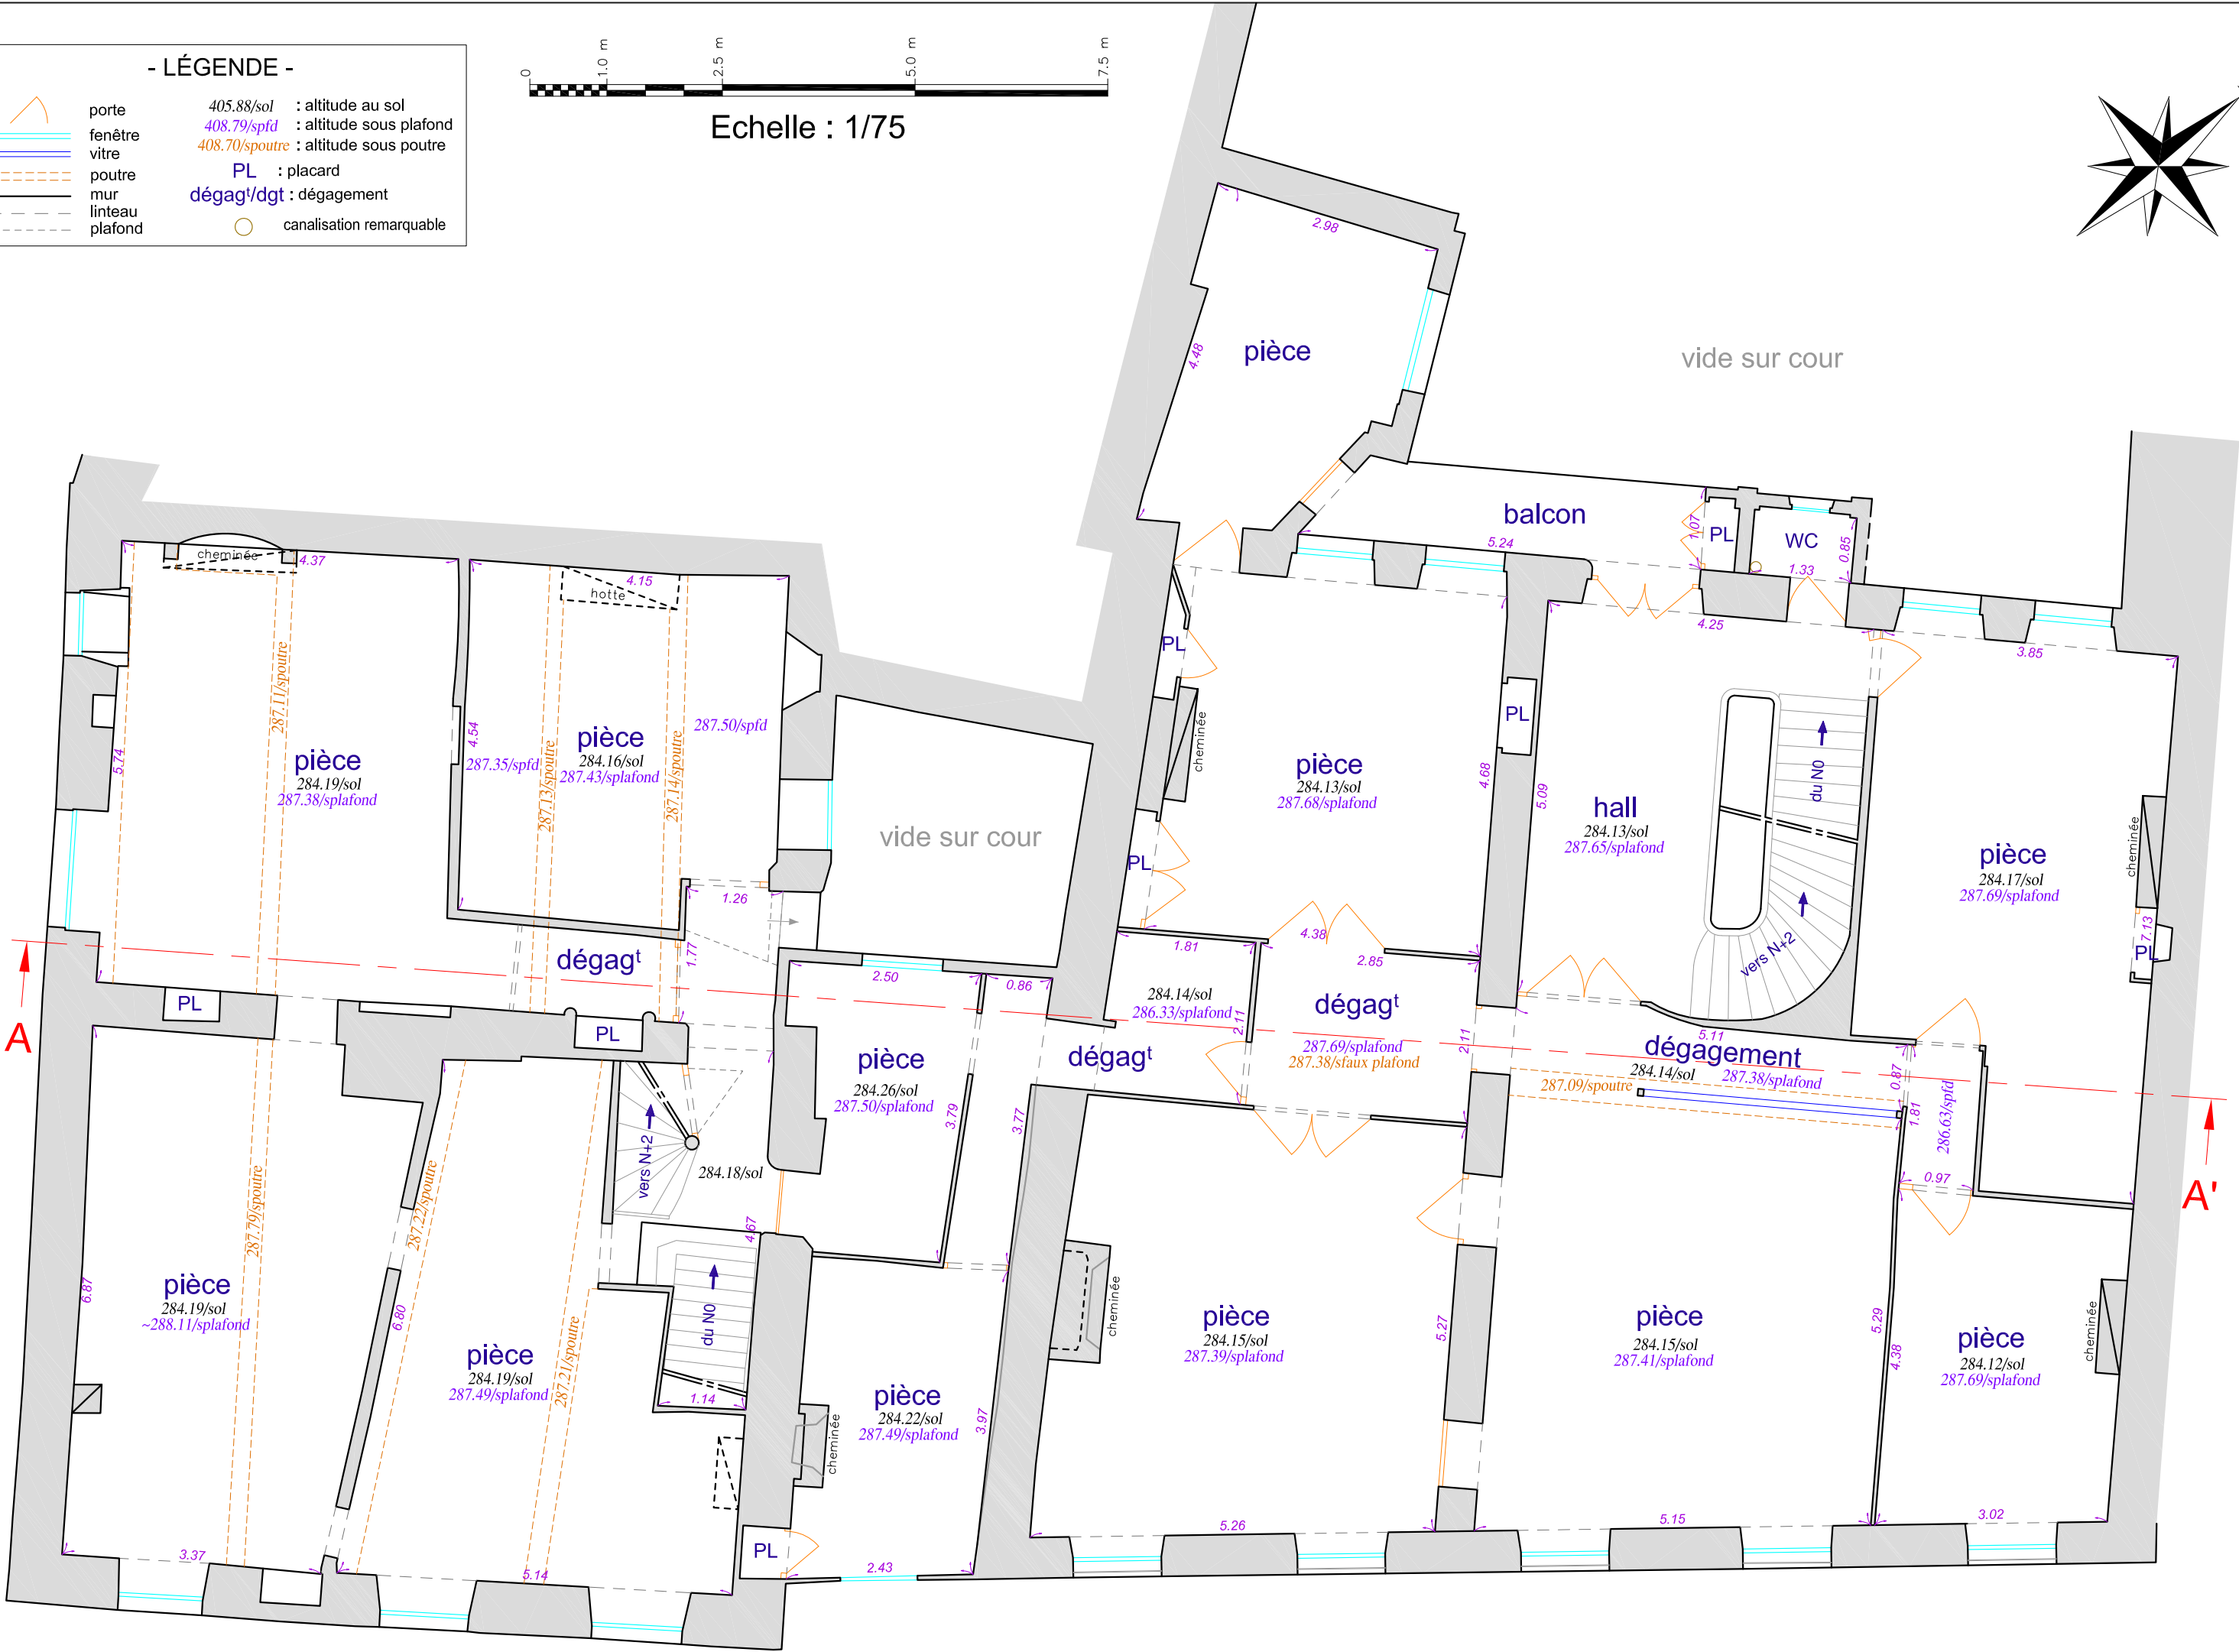 - LÉGENDE -
porte
fenêtre
vitre
poutre
mur
linteau
plafond
405.88/sol : altitude au sol
408.79/spfd : altitude sous plafond
408.70/spoutre : altitude sous poutre
PL : placard
dégagᵗ/dgt : dégagement
canalisation remarquable
0
1.0 m
2.5 m
5.0 m
7.5 m
Echelle : 1/75
2.98
4.48
pièce
vide sur cour
balcon
5.24
1.07
PL
WC
0.85
1.33
cheminée
4.37
287.11/spoutre
5.74
pièce
284.19/sol
287.38/splafond
4.15
hotte
4.54
287.35/spfd
287.13/spoutre
pièce
284.16/sol
287.43/splafond
287.14/spoutre
287.50/spfd
vide sur cour
PL
cheminée
PL
pièce
284.13/sol
287.68/splafond
4.68
PL
4.38
4.25
5.09
hall
284.13/sol
287.65/splafond
du N0
vers N+2
3.85
pièce
284.17/sol
287.69/splafond
cheminée
7.13
PL
1.26
1.77
dégagᵗ
PL
PL
A
2.50
0.86
pièce
284.26/sol
287.50/splafond
3.79
3.77
1.81
284.14/sol
286.33/splafond
2.11
dégagᵗ
2.85
dégagᵗ
287.69/splafond
287.38/sfaux plafond
2.11
5.11
dégagement
284.14/sol
287.38/splafond
287.09/spoutre
0.87
1.81
286.63/spfd
0.97
A'
6.87
287.79/spoutre
pièce
284.19/sol
~288.11/splafond
3.37
6.80
287.22/spoutre
pièce
284.19/sol
287.49/splafond
287.21/spoutre
5.14
vers N+2
284.18/sol
4.67
du N0
1.14
pièce
284.22/sol
287.49/splafond
cheminée
3.97
PL
2.43
cheminée
pièce
284.15/sol
287.39/splafond
5.27
5.26
pièce
284.15/sol
287.41/splafond
5.29
5.15
4.38
pièce
284.12/sol
287.69/splafond
cheminée
3.02